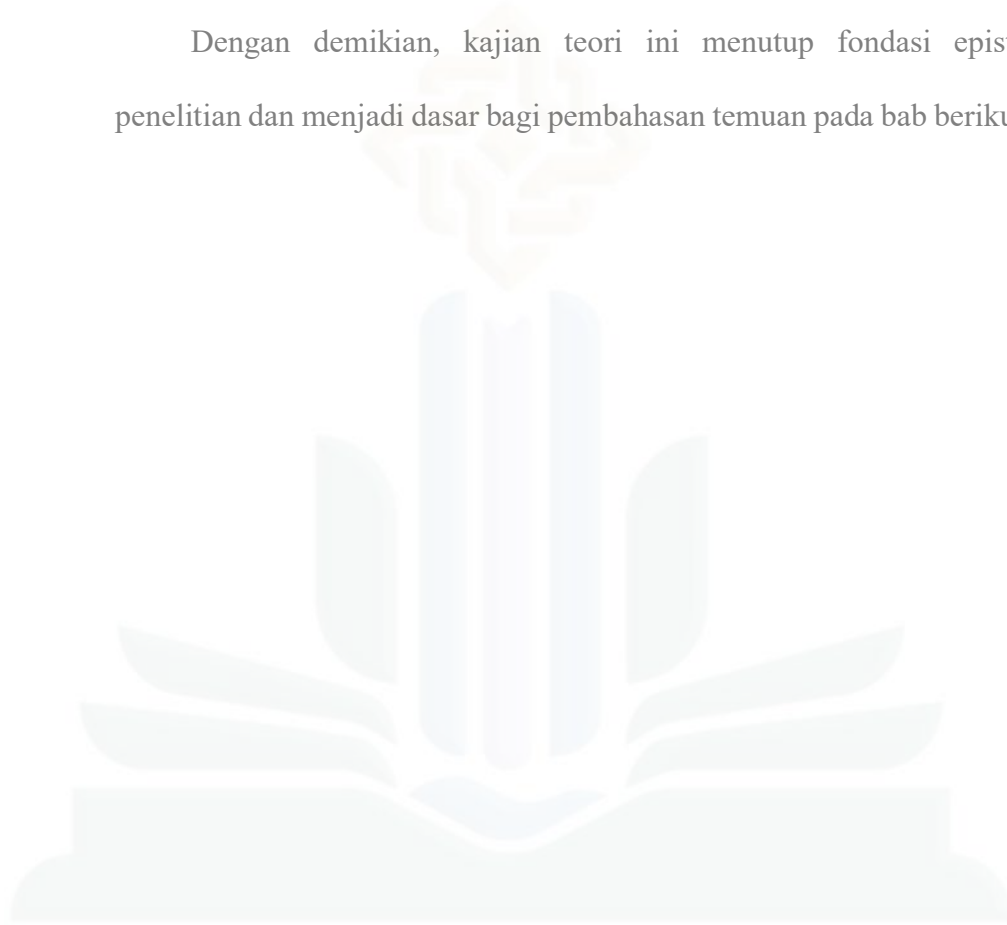 Dengan demikian, kajian teori ini menutup fondasi epis
penelitian dan menjadi dasar bagi pembahasan temuan pada bab beriku